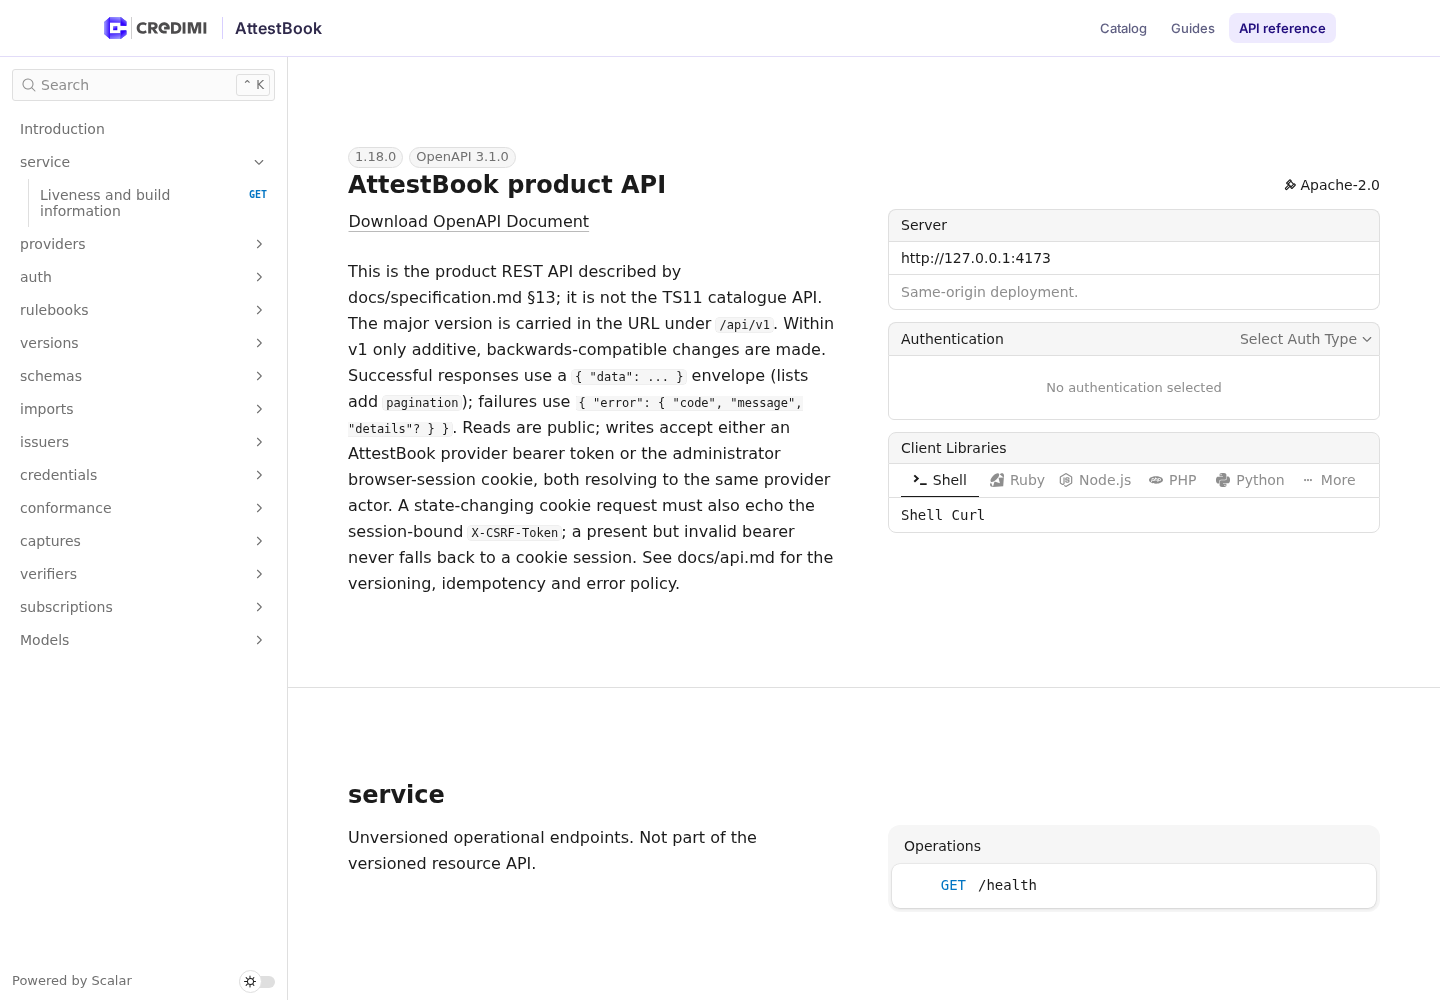 CREDIMI
AttestBook
Catalog
Guides
API reference
Search
⌃ K
Introduction
service
Liveness and build
information
GET
providers
auth
rulebooks
versions
schemas
imports
issuers
credentials
conformance
captures
verifiers
subscriptions
Models
Powered by Scalar
1.18.0
OpenAPI 3.1.0
AttestBook product API
Download OpenAPI Document
This is the product REST API described by
docs/specification.md §13; it is not the TS11 catalogue API.
The major version is carried in the URL under /api/v1. Within
v1 only additive, backwards-compatible changes are made.
Successful responses use a { "data": ... } envelope (lists
add pagination); failures use { "error": { "code", "message",
"details"? } }. Reads are public; writes accept either an
AttestBook provider bearer token or the administrator
browser-session cookie, both resolving to the same provider
actor. A state-changing cookie request must also echo the
session-bound X-CSRF-Token; a present but invalid bearer
never falls back to a cookie session. See docs/api.md for the
versioning, idempotency and error policy.
Apache-2.0
Server
http://127.0.0.1:4173
Same-origin deployment.
Authentication
Select Auth Type
No authentication selected
Client Libraries
Shell
Ruby
Node.js
PHP
Python
More
Shell Curl
service
Unversioned operational endpoints. Not part of the
versioned resource API.
Operations
GET /health